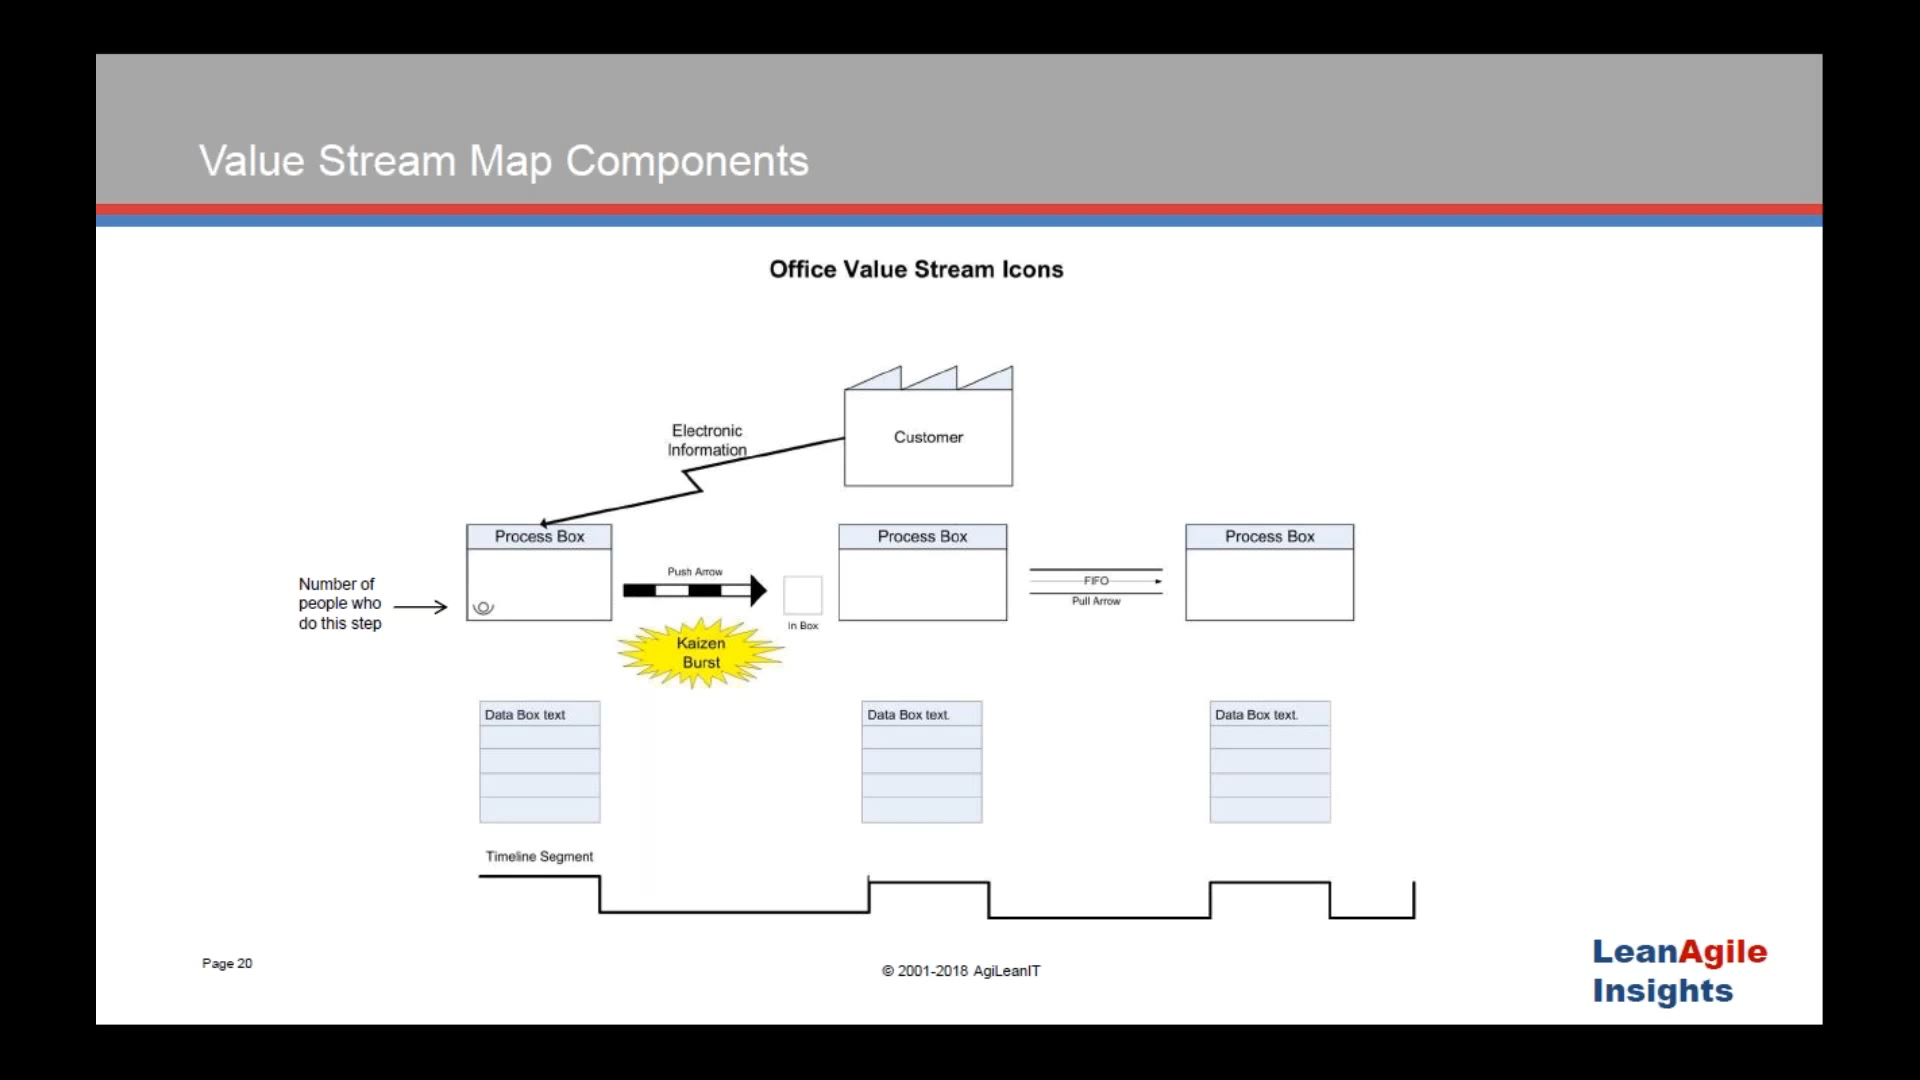 Value Stream Map Components
Office Value Stream Icons
Electronic
Information
Customer
Process Box
Process Box
Process Box
Number of
people who
do this step
Push Arrow
In Box
FIFO
Pull Arrow
Kaizen
Burst
Data Box text
Data Box text.
Data Box text.
Timeline Segment
Page 20
© 2001-2018 AgiLeanIT
LeanAgile
Insights